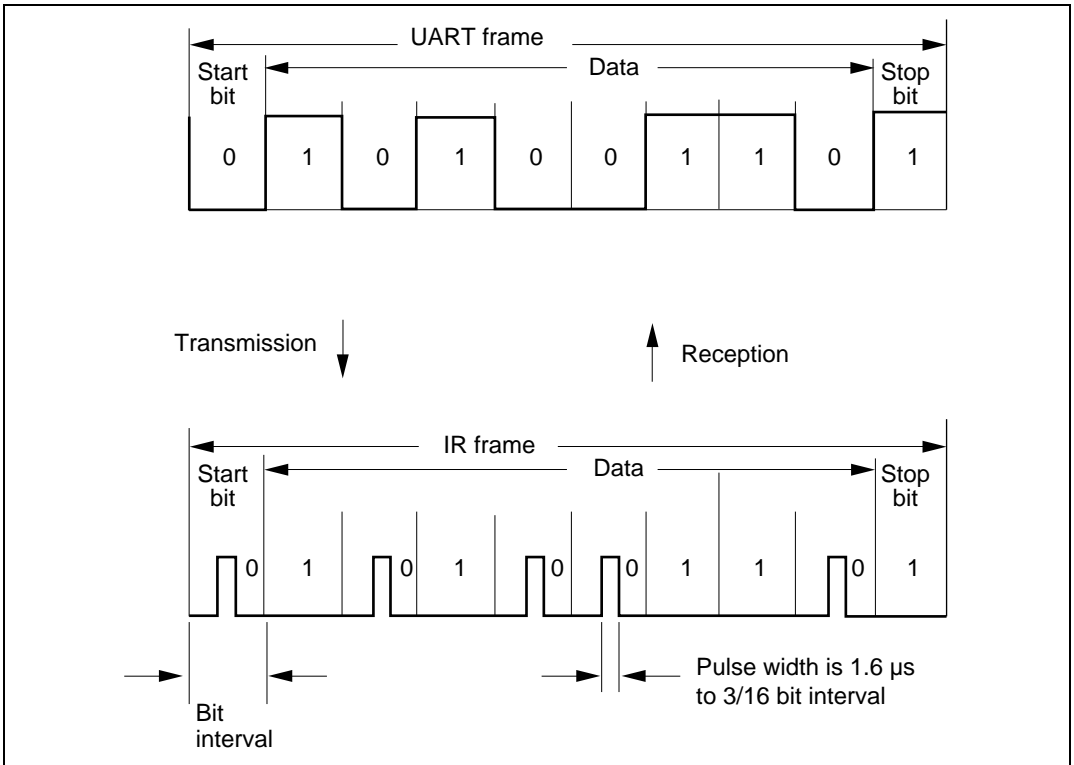 UART frame
Start
bit
Data
Stop
bit
0 1 0 1 0 0 1 1 0 1
Transmission
Reception
IR frame
Start
bit
Data
Stop
bit
0 1 0 1 0 0 1 1 0 1
Bit
interval
Pulse width is 1.6 µs
to 3/16 bit interval